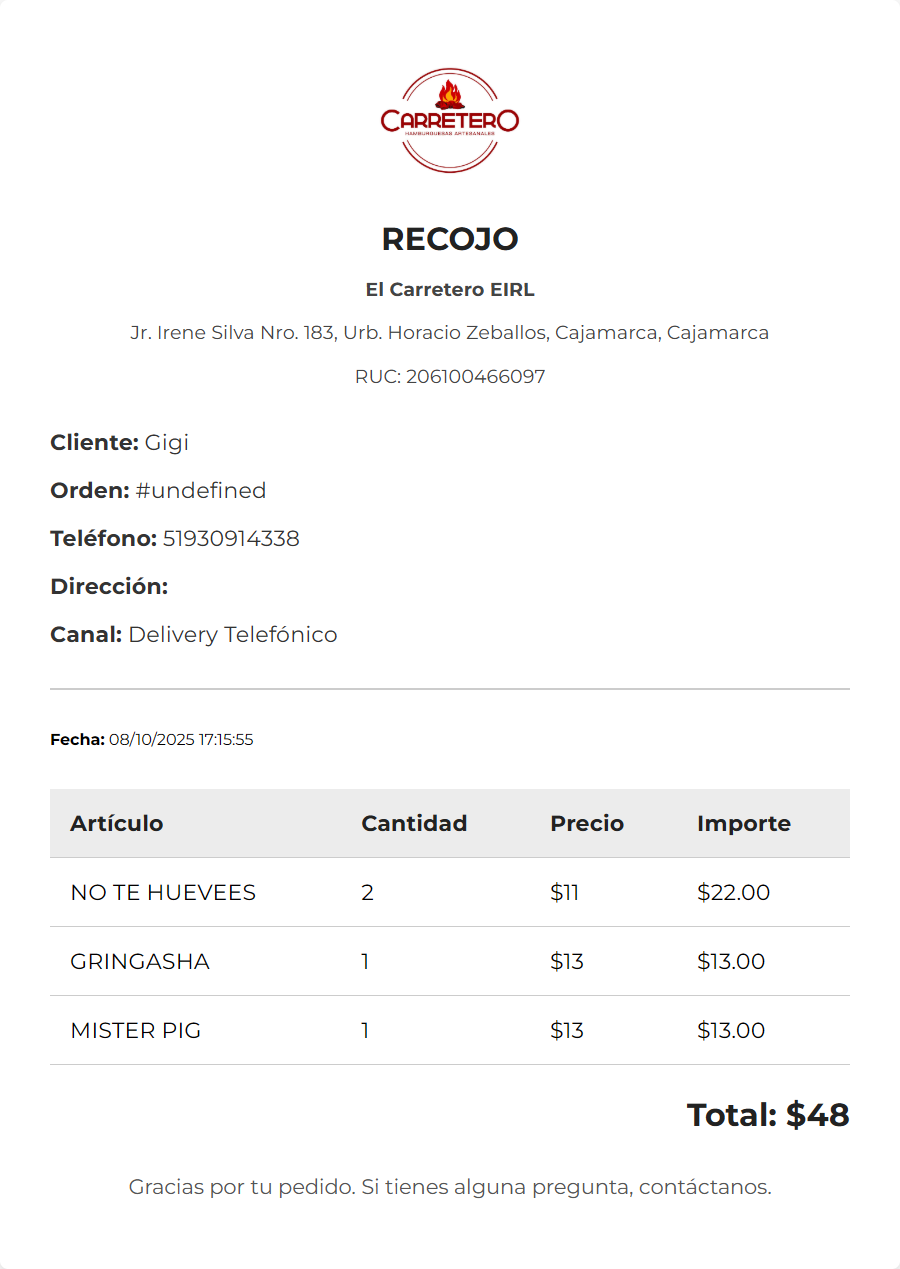 CARRETERO
HAMBURGUESAS ARTESANALES
RECOJO
El Carretero EIRL
Jr. Irene Silva Nro. 183, Urb. Horacio Zeballos, Cajamarca, Cajamarca
RUC: 206100466097
Cliente: Gigi
Orden: #undefined
Teléfono: 51930914338
Dirección:
Canal: Delivery Telefónico
Fecha: 08/10/2025 17:15:55
Artículo Cantidad Precio Importe
NO TE HUEVEES 2 $11 $22.00
GRINGASHA 1 $13 $13.00
MISTER PIG 1 $13 $13.00
Total: $48
Gracias por tu pedido. Si tienes alguna pregunta, contáctanos.